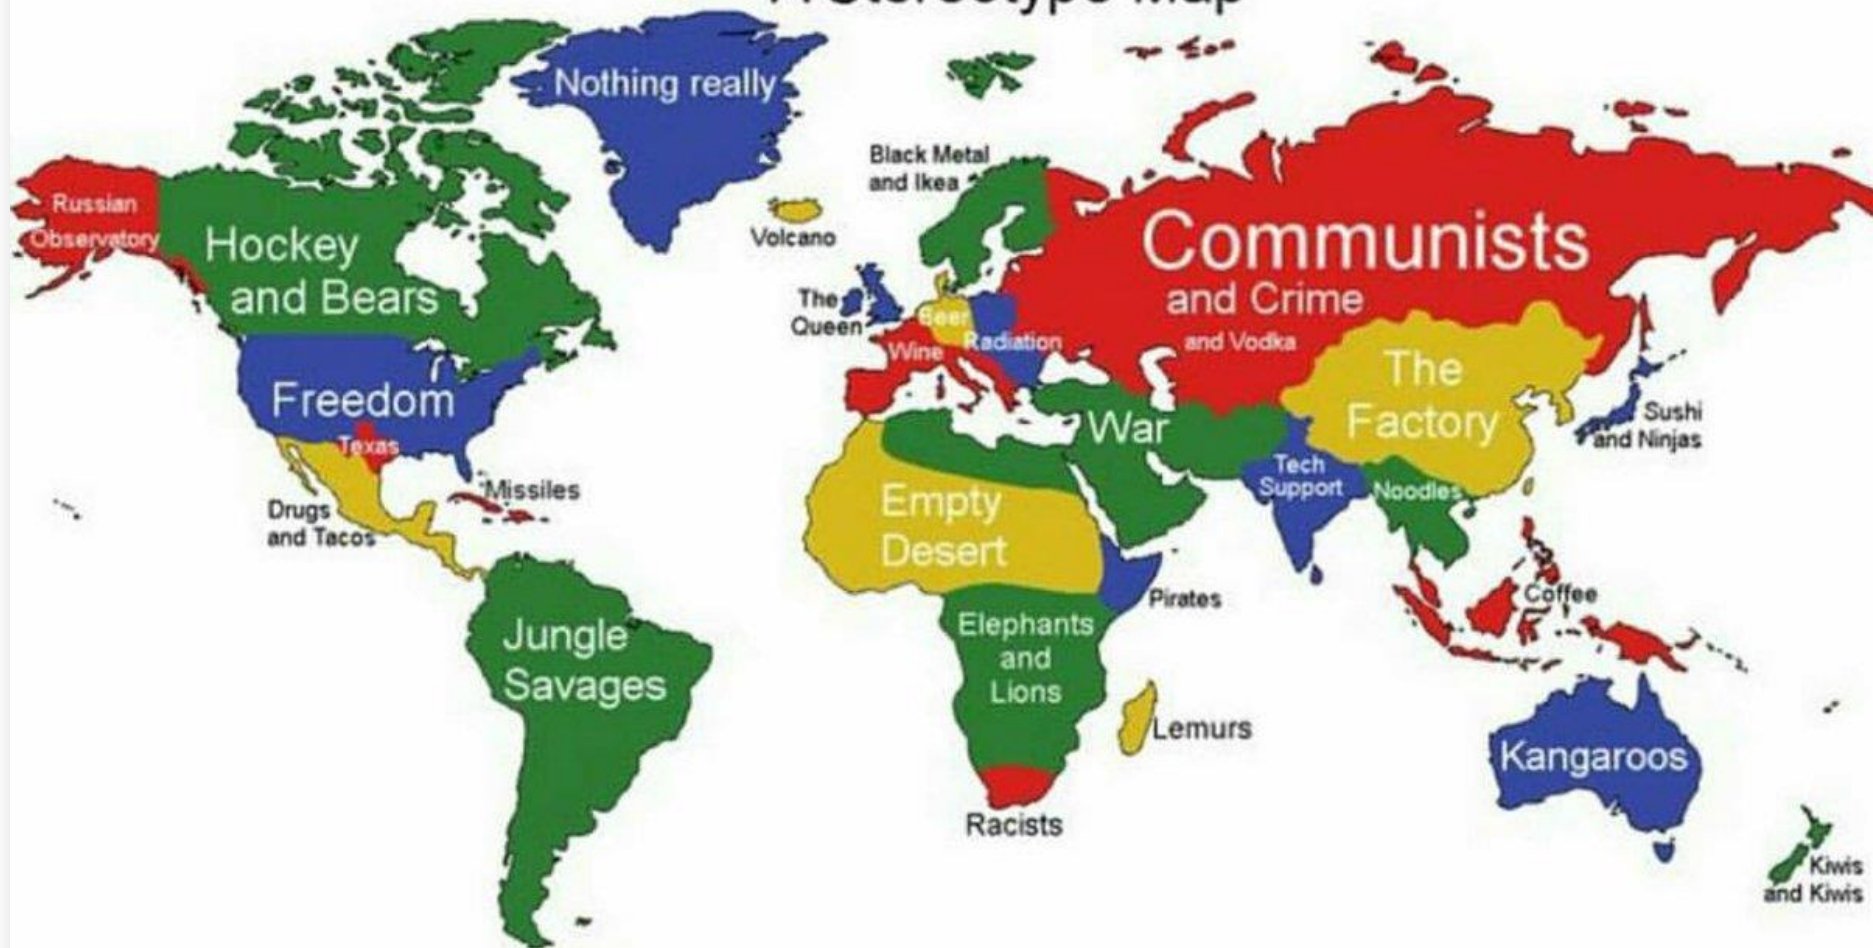 A Stereotype Map
Nothing really
Black Metal
and Ikea
Russian
Observatory
Hockey
and Bears
Volcano
Communists
and Crime
and Vodka
The
Queen
Beer
Radiation
Wine
The
Factory
Freedom
Texas
War
Sushi
and Ninjas
Tech
Support
Noodles
Missiles
Drugs
and Tacos
Empty
Desert
Pirates
Coffee
Elephants
and
Lions
Jungle
Savages
Lemurs
Kangaroos
Racists
Kiwis
and Kiwis